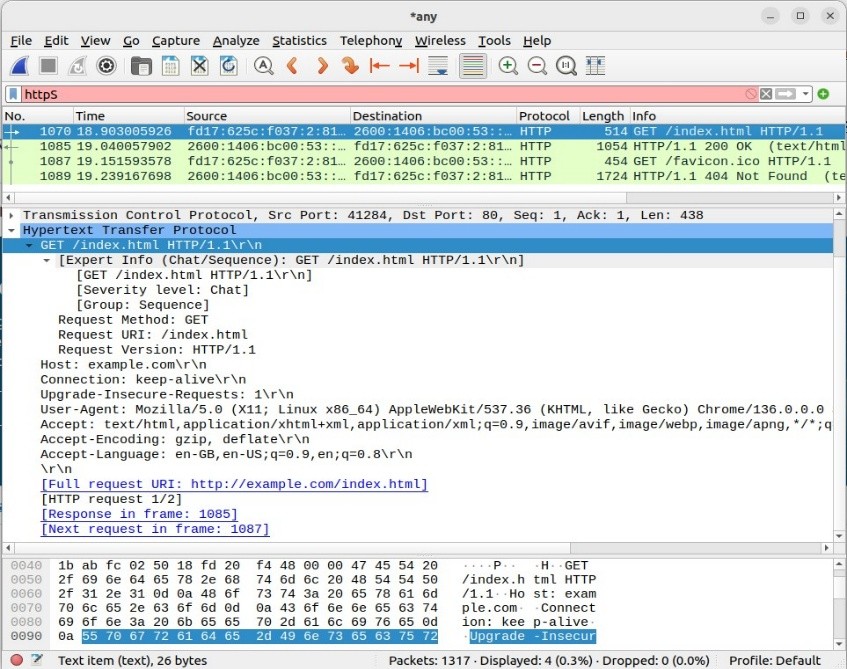 *any
File Edit View Go Capture Analyze Statistics Telephony Wireless Tools Help
httpS
No. Time Source Destination Protocol Length Info
1070 18.903005926 fd17:625c:f037:2:81… 2600:1406:bc00:53::… HTTP 514 GET /index.html HTTP/1.1
1085 19.040057902 2600:1406:bc00:53::… fd17:625c:f037:2:81… HTTP 1054 HTTP/1.1 200 OK (text/html
1087 19.151593578 fd17:625c:f037:2:81… 2600:1406:bc00:53::… HTTP 454 GET /favicon.ico HTTP/1.1
1089 19.239167698 2600:1406:bc00:53::… fd17:625c:f037:2:81… HTTP 1724 HTTP/1.1 404 Not Found (te
Transmission Control Protocol, Src Port: 41284, Dst Port: 80, Seq: 1, Ack: 1, Len: 438
Hypertext Transfer Protocol
GET /index.html HTTP/1.1\r\n
[Expert Info (Chat/Sequence): GET /index.html HTTP/1.1\r\n]
[GET /index.html HTTP/1.1\r\n]
[Severity level: Chat]
[Group: Sequence]
Request Method: GET
Request URI: /index.html
Request Version: HTTP/1.1
Host: example.com\r\n
Connection: keep-alive\r\n
Upgrade-Insecure-Requests: 1\r\n
User-Agent: Mozilla/5.0 (X11; Linux x86_64) AppleWebKit/537.36 (KHTML, like Gecko) Chrome/136.0.0.0
Accept: text/html,application/xhtml+xml,application/xml;q=0.9,image/avif,image/webp,image/apng,*/*;q
Accept-Encoding: gzip, deflate\r\n
Accept-Language: en-GB,en-US;q=0.9,en;q=0.8\r\n
\r\n
[Full request URI: http://example.com/index.html]
[HTTP request 1/2]
[Response in frame: 1085]
[Next request in frame: 1087]
0040 1b ab fc 02 50 18 fd 20 f4 48 00 00 47 45 54 20 ····P·· ·H··GET
0050 2f 69 6e 64 65 78 2e 68 74 6d 6c 20 48 54 54 50 /index.h tml HTTP
0060 2f 31 2e 31 0d 0a 48 6f 73 74 3a 20 65 78 61 6d /1.1··Ho st: exam
0070 70 6c 65 2e 63 6f 6d 0d 0a 43 6f 6e 6e 65 63 74 ple.com· ·Connect
0080 69 6f 6e 3a 20 6b 65 65 70 2d 61 6c 69 76 65 0d ion: kee p-alive·
0090 0a 55 70 67 72 61 64 65 2d 49 6e 73 65 63 75 72 ·Upgrade -Insecur
Text item (text), 26 bytes
Packets: 1317 · Displayed: 4 (0.3%) · Dropped: 0 (0.0%)
Profile: Default